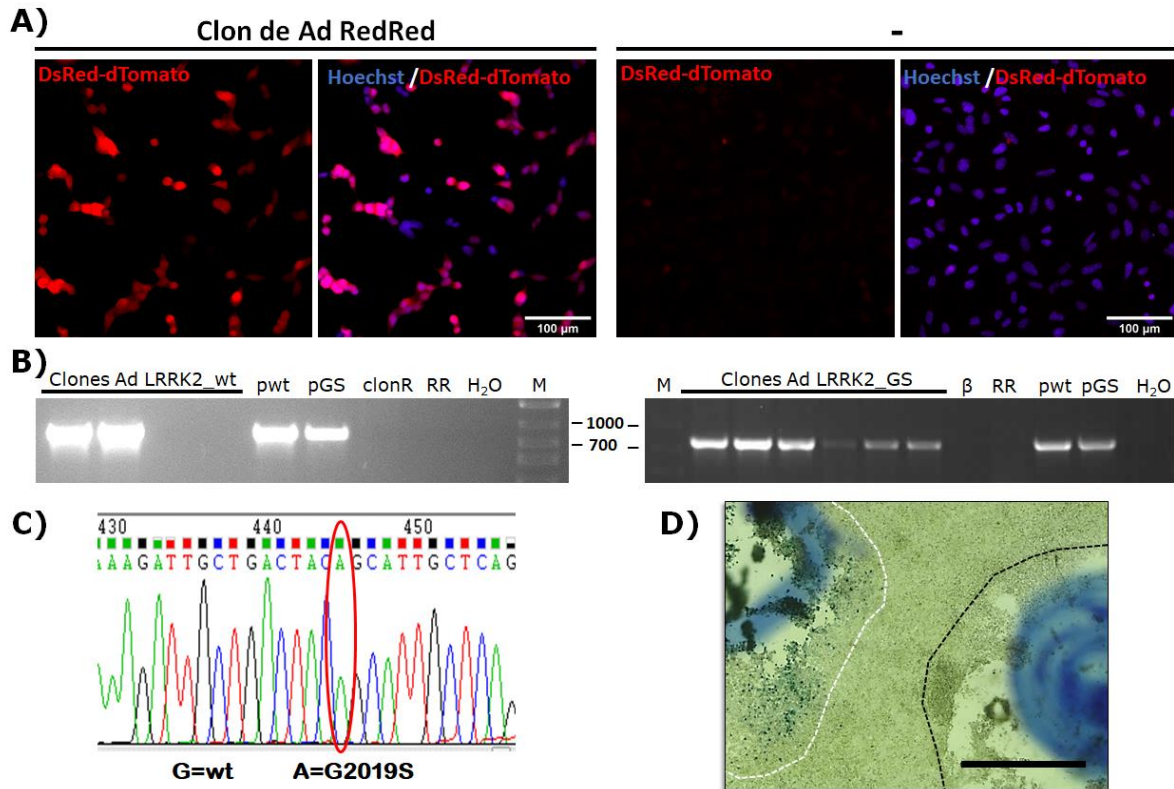 A)
Clon de Ad RedRed
-
DsRed-dTomato
Hoechst /DsRed-dTomato
DsRed-dTomato
Hoechst /DsRed-dTomato
100 µm
100 µm
B)
Clones Ad LRRK2_wt pwt pGS clonR RR H₂O M
M Clones Ad LRRK2_GS β RR pwt pGS H₂O
– 1000 –
– 700 –
C)
430 440 450
AAGATTGCTGACTACAGCATTGCTCAG
G=wt A=G2019S
D)